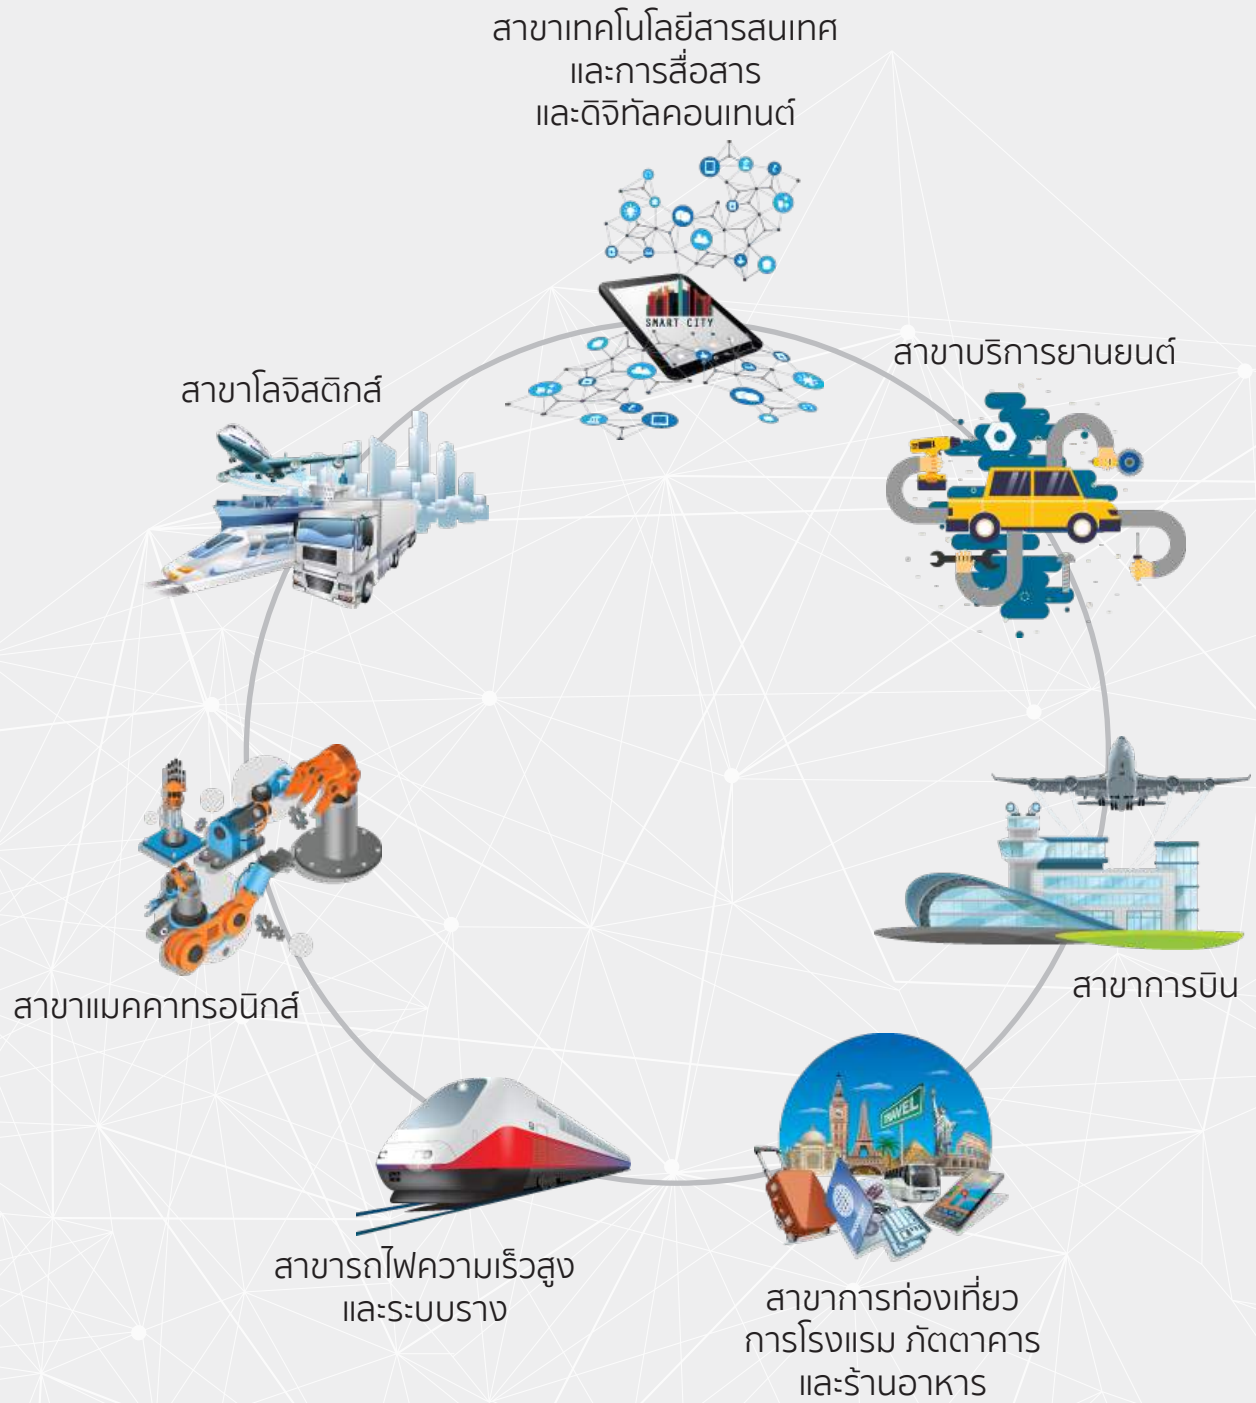 สาขาเทคโนโลยีสารสนเทศ
และการสื่อสาร
และดิจิทัลคอนเทนต์
SMART CITY
สาขาบริการยานยนต์
สาขาโลจิสติกส์
สาขาการบิน
สาขาแมคคาทรอนิกส์
TRAVEL
สาขารถไฟความเร็วสูง
และระบบราง
สาขาการท่องเที่ยว
การโรงแรม ภัตตาคาร
และร้านอาหาร